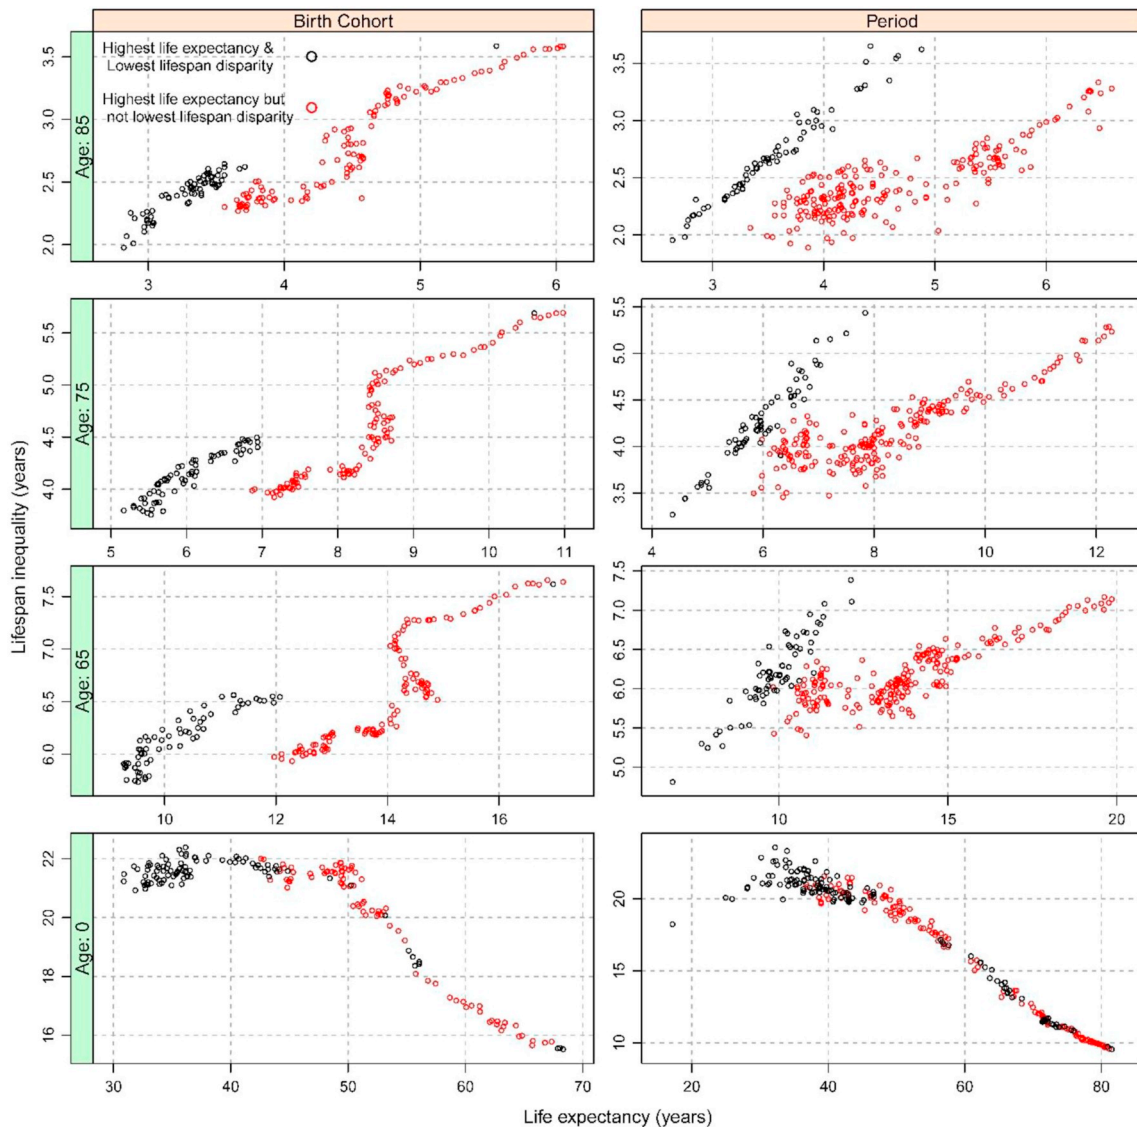 Birth Cohort
Period
Highest life expectancy &
Lowest lifespan disparity
Highest life expectancy but
not lowest lifespan disparity
Age: 85
2.0 2.5 3.0 3.5
3 4 5 6
2.0 2.5 3.0 3.5
3 4 5 6
Age: 75
4.0 4.5 5.0 5.5
5 6 7 8 9 10 11
3.5 4.0 4.5 5.0 5.5
4 6 8 10 12
Lifespan inequality (years)
Age: 65
6.0 6.5 7.0 7.5
10 12 14 16
5.0 5.5 6.0 6.5 7.0 7.5
10 15 20
Age: 0
16 18 20 22
30 40 50 60 70
10 15 20
20 40 60 80
Life expectancy (years)